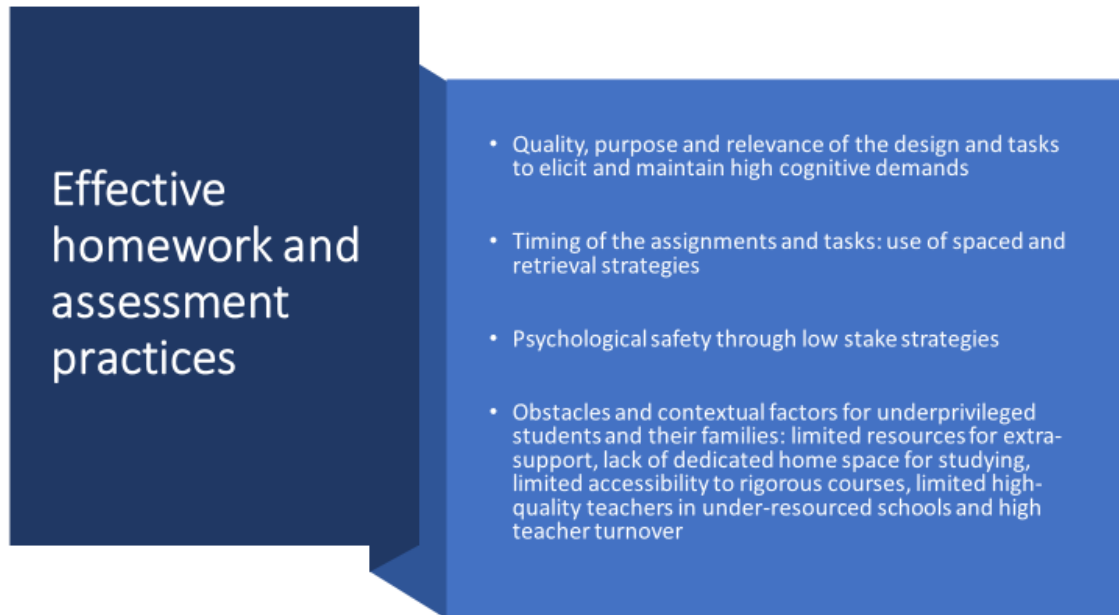 Effective
homework and
assessment
practices
• Quality, purpose and relevance of the design and tasks
to elicit and maintain high cognitive demands
• Timing of the assignments and tasks: use of spaced and
retrieval strategies
• Psychological safety through low stake strategies
• Obstacles and contextual factors for underprivileged
students and their families: limited resources for extra-
support, lack of dedicated home space for studying,
limited accessibility to rigorous courses, limited high-
quality teachers in under-resourced schools and high
teacher turnover